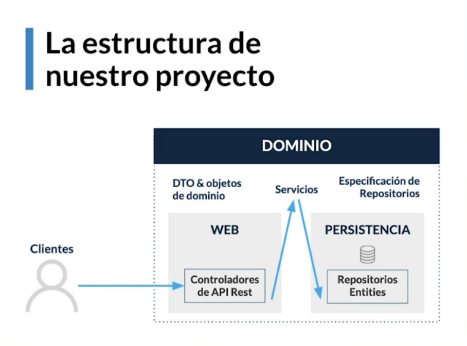 La estructura de
nuestro proyecto
DOMINIO
DTO & objetos
de dominio
Servicios
Especificación de
Repositorios
WEB
PERSISTENCIA
Clientes
Controladores
de API Rest
Repositorios
Entities